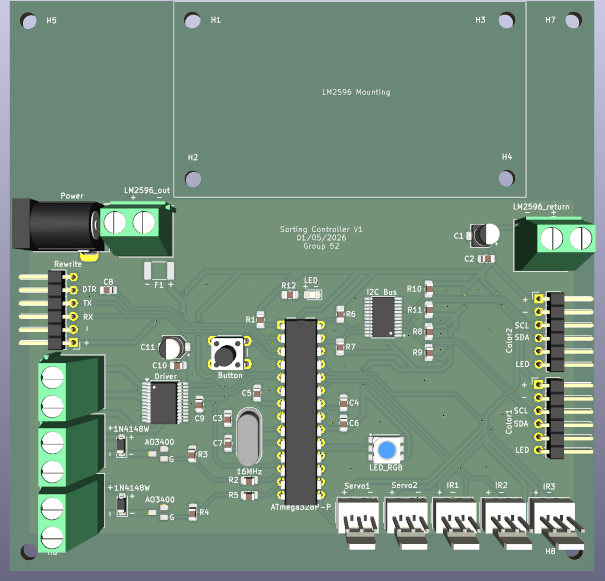 H5
H1
H3
H7
LM2596 Mounting
H2
H4
Power
LM2596_out
+ -
LM2596_return
- +
Sorting Controller V1
01/05/2026
Group 52
C1
C2
- F1 +
Rewrite
DTR
TX
RX
-
+
C8
R12
LED
I2C Bus
R10
R11
R8
R9
R1
R6
R7
C11
C10
Button
Driver
C9
C5
C3
C7
C4
C6
16MHz
R2
R5
ATmega328P-P
+1N4148W
AO3400
G
R3
+1N4148W
AO3400
G
R4
LED_RGB
Color2
+
-
SCL
SDA
LED
Color1
+
-
SCL
SDA
LED
Servo1
+ -
Servo2
+ -
IR1
+ -
IR2
+ -
IR3
+ -
H8